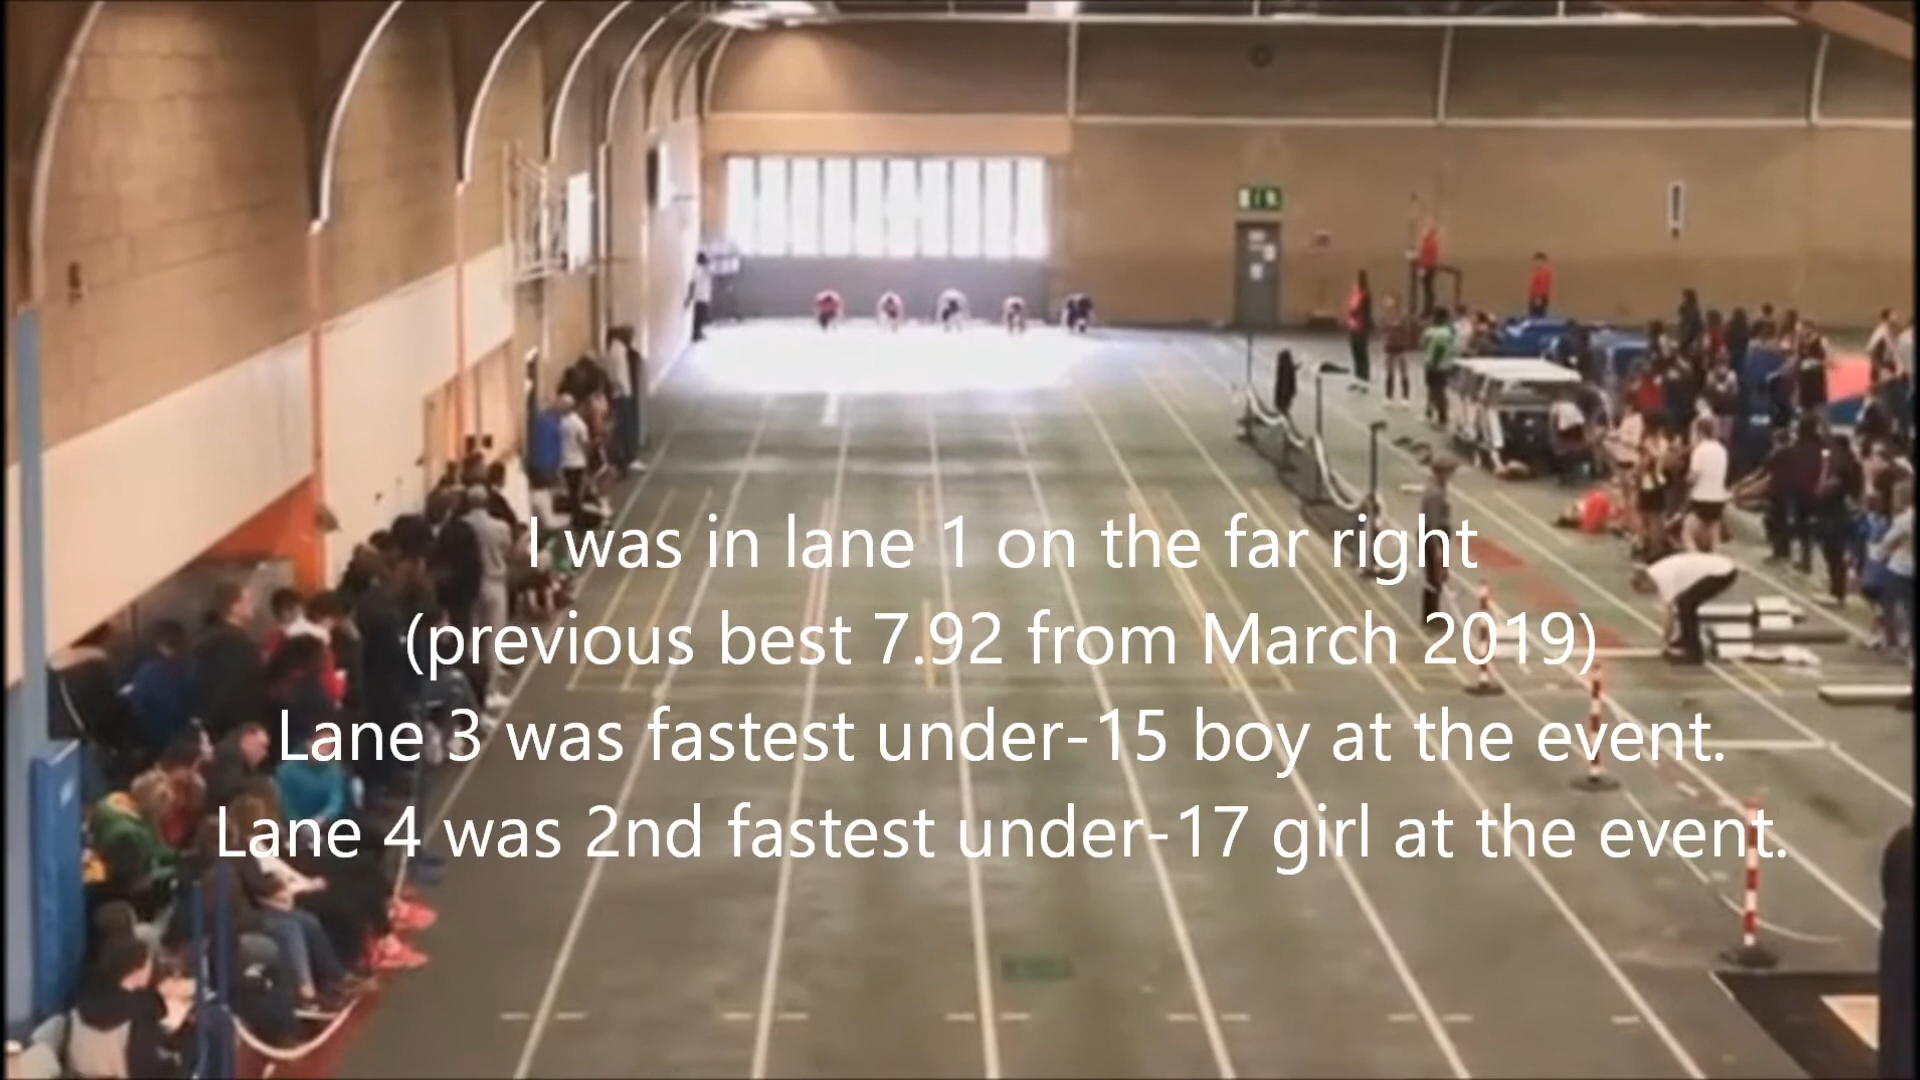 I was in lane 1 on the far right
(previous best 7.92 from March 2019)
Lane 3 was fastest under-15 boy at the event.
Lane 4 was 2nd fastest under-17 girl at the event.